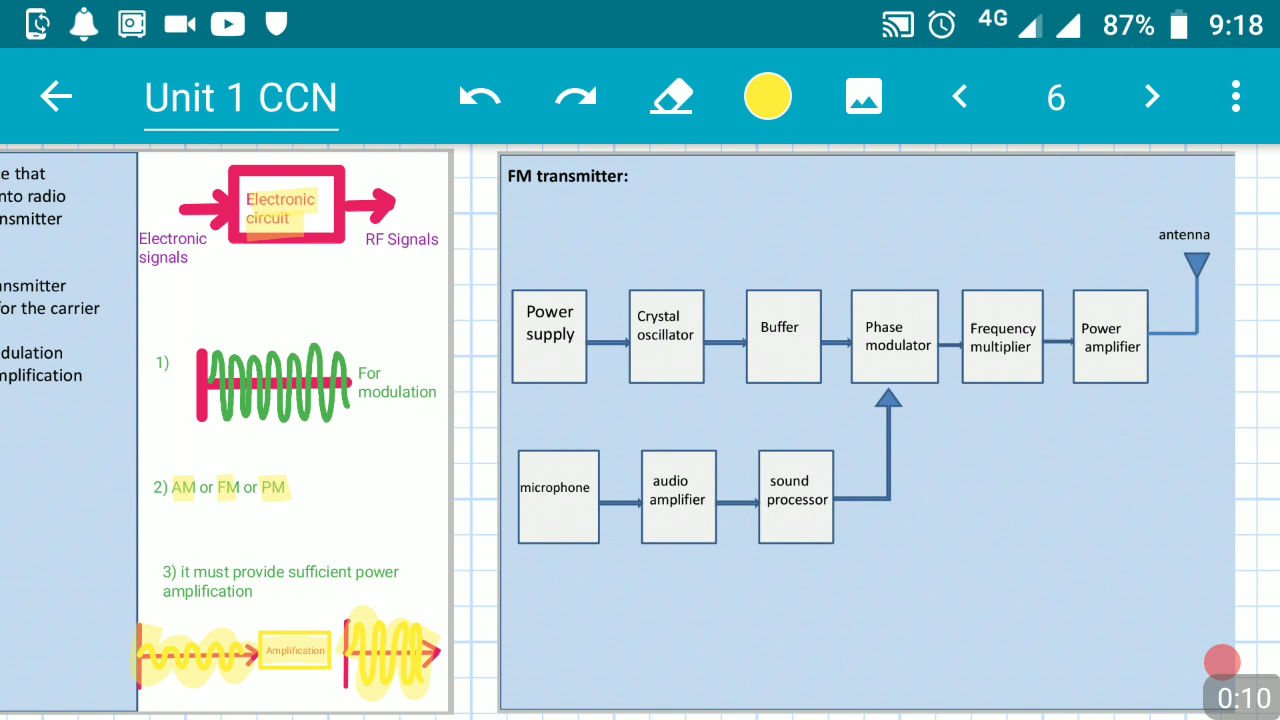 4G 87% 9:18
Unit 1 CCN
6
e that
nto radio
nsmitter
ansmitter
for the carrier
dulation
mplification
Electronic
circuit
Electronic
signals
RF Signals
1)
For
modulation
2) AM or FM or PM
3) it must provide sufficient power
amplification
Amplification
FM transmitter:
antenna
Power
supply
Crystal
oscillator
Buffer
Phase
modulator
Frequency
multiplier
Power
amplifier
microphone
audio
amplifier
sound
processor
0:10